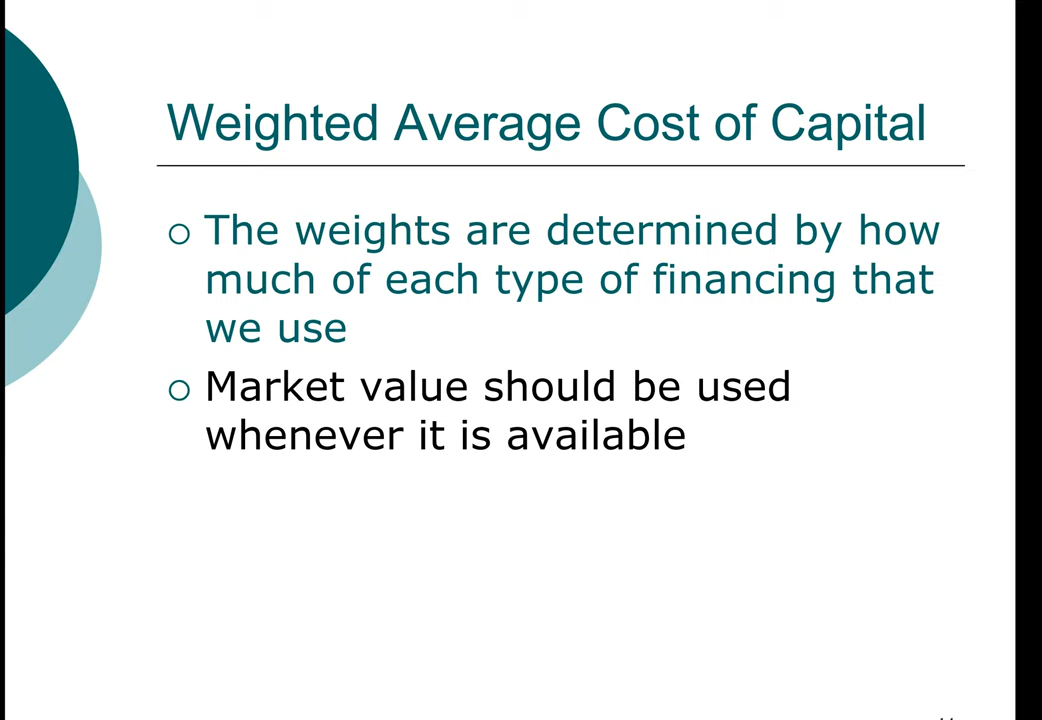 Weighted Average Cost of Capital
The weights are determined by how
much of each type of financing that
we use
Market value should be used
whenever it is available